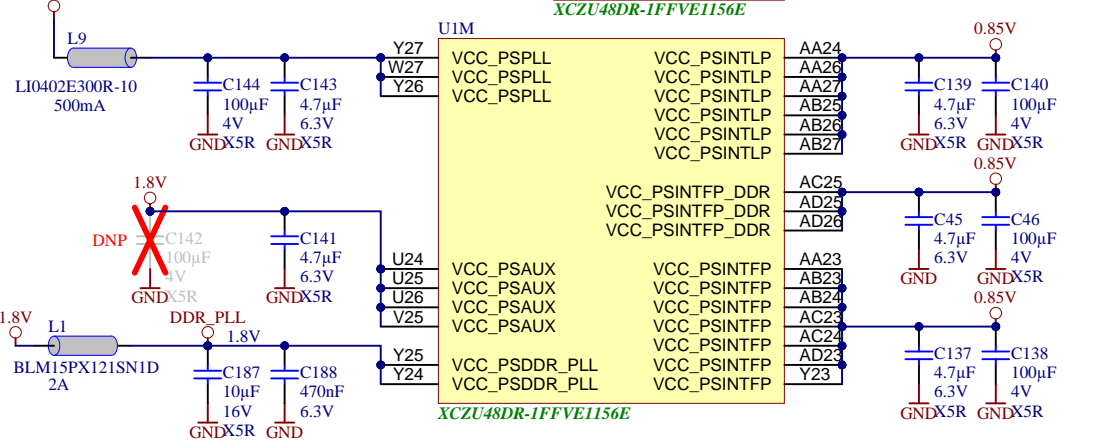 XCZU48DR-1FFVE1156E
U1M
L9
LI0402E300R-10
500mA
C144
100µF
4V
GND X5R
C143
4.7µF
6.3V
GND X5R
Y27
W27
Y26
VCC_PSPLL
VCC_PSPLL
VCC_PSPLL
1.8V
DNP
C142
100µF
4V
GND X5R
C141
4.7µF
6.3V
GND X5R
U24
U25
U26
V25
VCC_PSAUX
VCC_PSAUX
VCC_PSAUX
VCC_PSAUX
1.8V
L1
BLM15PX121SN1D
2A
DDR_PLL
1.8V
C187
10µF
16V
GND X5R
C188
470nF
6.3V
GND
Y25
Y24
VCC_PSDDR_PLL
VCC_PSDDR_PLL
VCC_PSINTLP
VCC_PSINTLP
VCC_PSINTLP
VCC_PSINTLP
VCC_PSINTLP
VCC_PSINTLP
AA24
AA26
AA27
AB25
AB26
AB27
0.85V
C139
4.7µF
6.3V
GND X5R
C140
100µF
4V
GND X5R
VCC_PSINTFP_DDR
VCC_PSINTFP_DDR
VCC_PSINTFP_DDR
AC25
AD25
AD26
0.85V
C45
4.7µF
6.3V
GND
C46
100µF
4V
GND X5R
VCC_PSINTFP
VCC_PSINTFP
VCC_PSINTFP
VCC_PSINTFP
VCC_PSINTFP
VCC_PSINTFP
VCC_PSINTFP
AA23
AB23
AB24
AC23
AC24
AD23
Y23
0.85V
C137
4.7µF
6.3V
GND X5R
C138
100µF
4V
GND X5R
XCZU48DR-1FFVE1156E